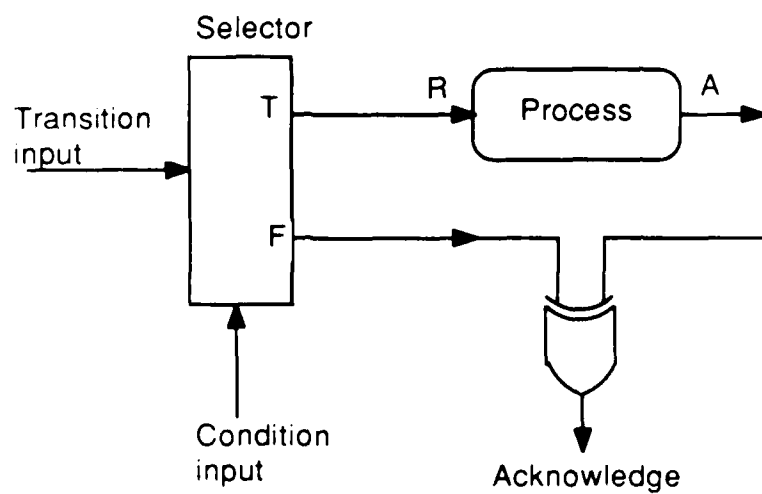 Selector
T
R
Process
A
Transition
input
F
Condition
input
Acknowledge